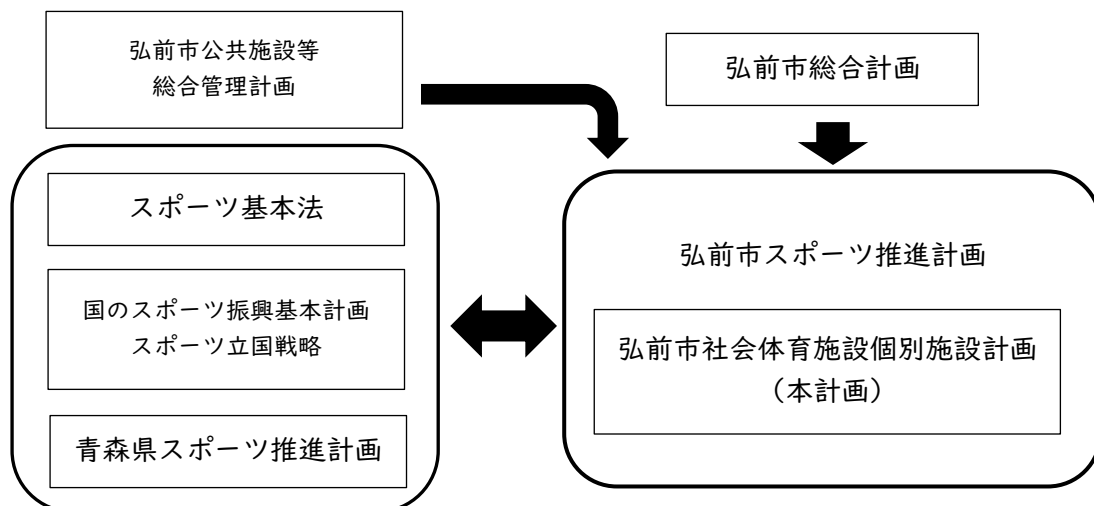 弘前市公共施設等
総合管理計画
弘前市総合計画
スポーツ基本法
国のスポーツ振興基本計画
スポーツ立国戦略
青森県スポーツ推進計画
弘前市スポーツ推進計画
弘前市社会体育施設個別施設計画
（本計画）